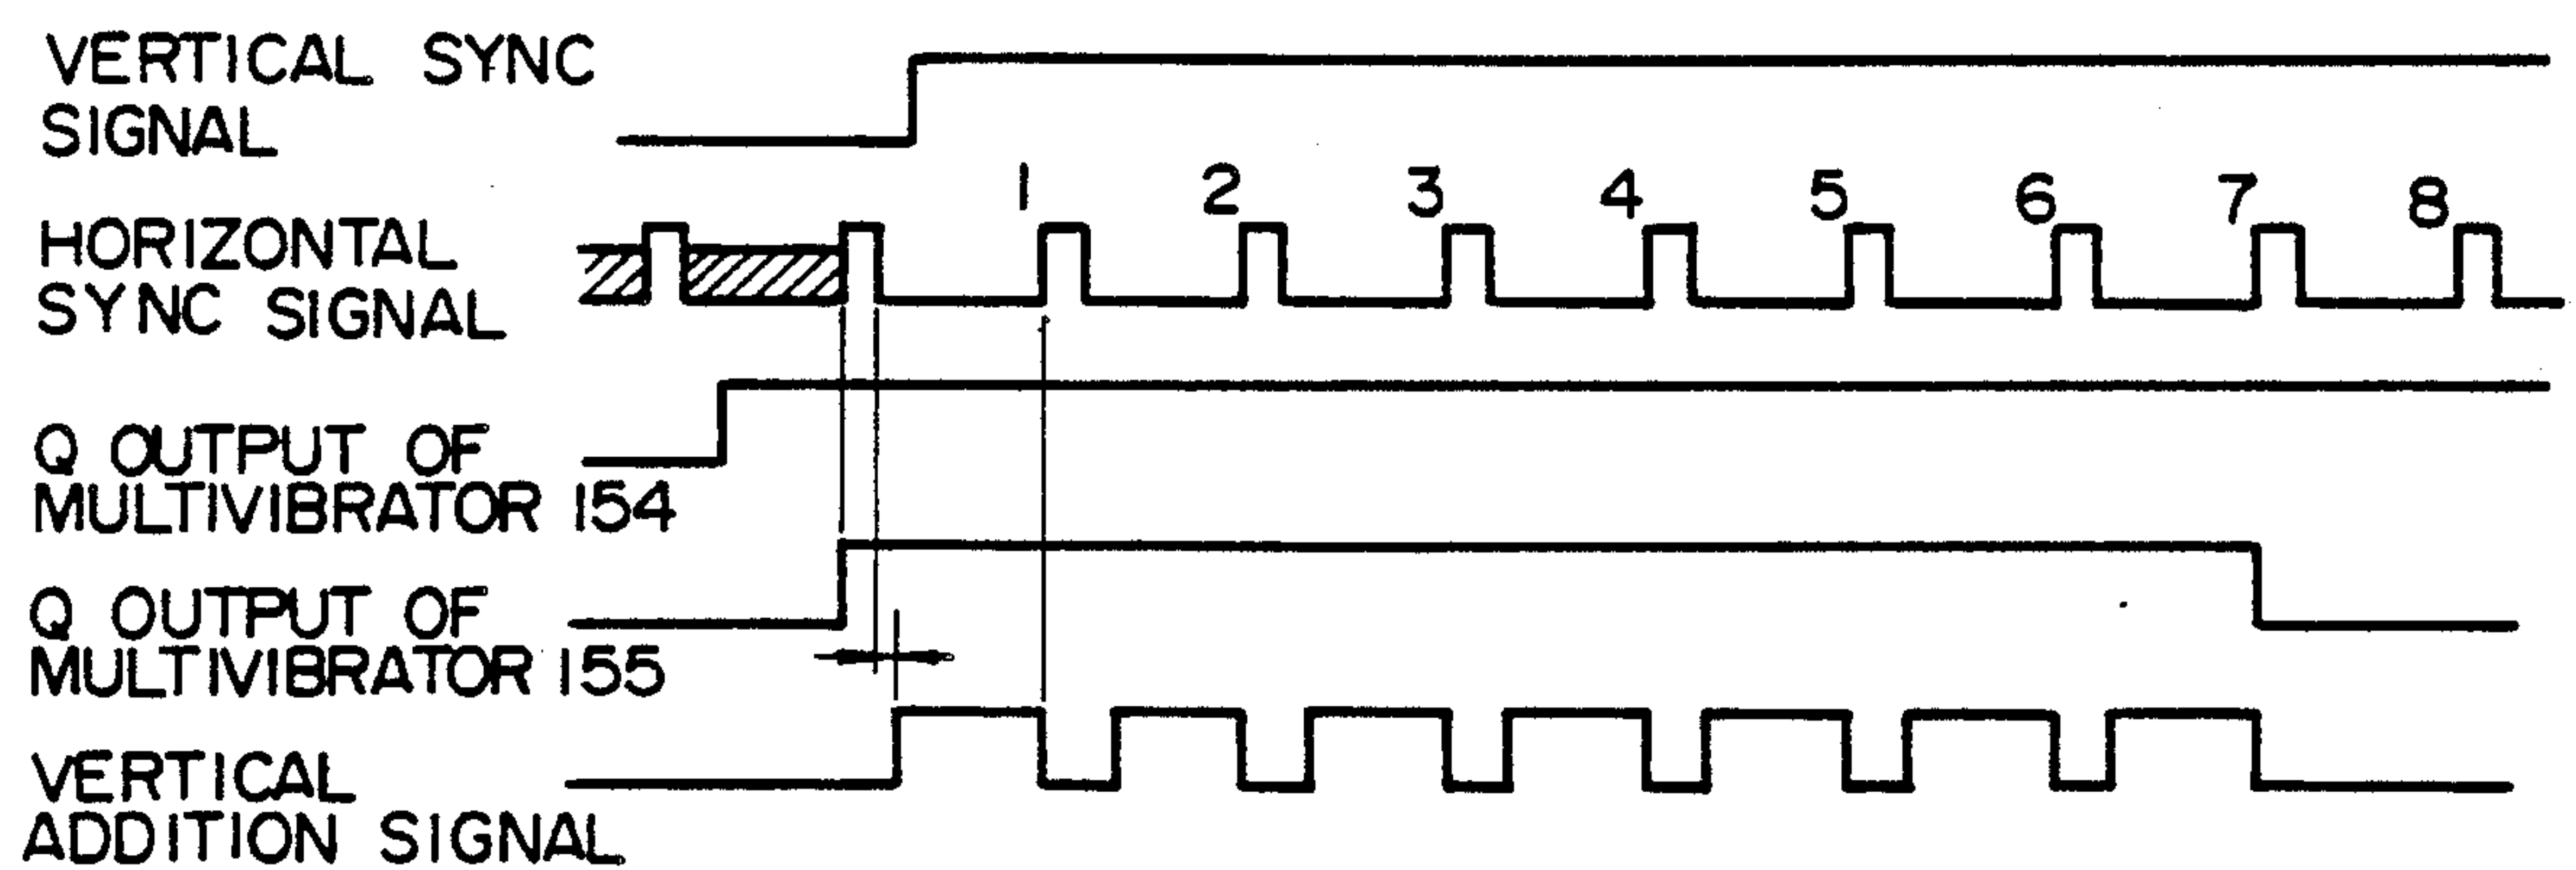 VERTICAL SYNC
SIGNAL
1 2 3 4 5 6 7 8
HORIZONTAL
SYNC SIGNAL
Q OUTPUT OF
MULTIVIBRATOR 154
Q OUTPUT OF
MULTIVIBRATOR 155
VERTICAL
ADDITION SIGNAL